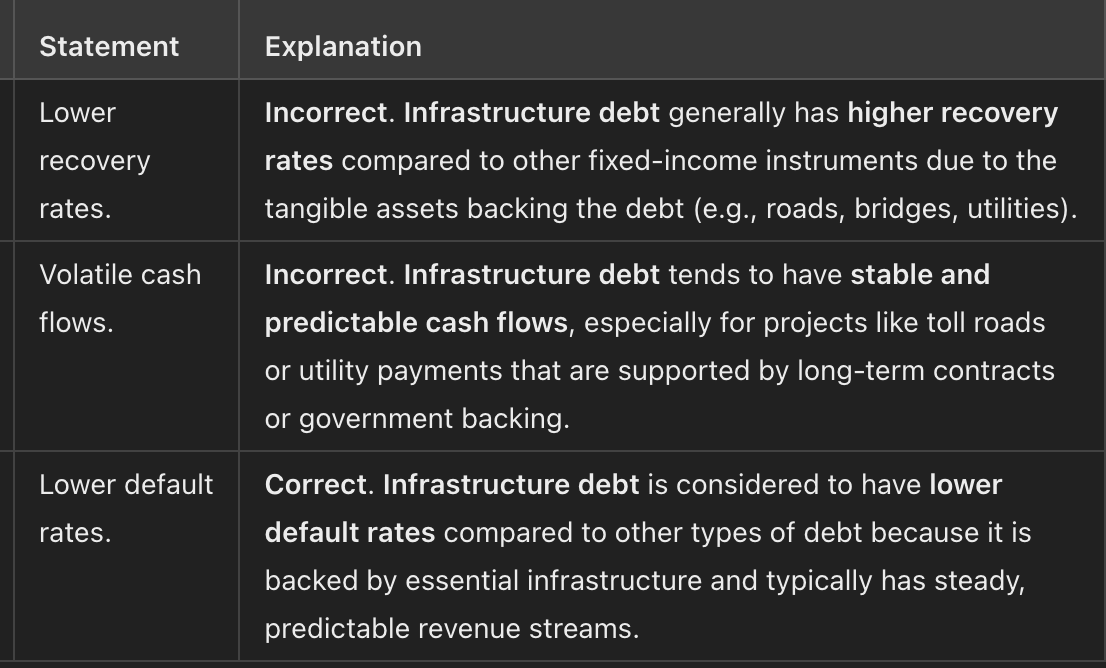 Statement
Explanation
Lower
recovery
rates.
Incorrect. Infrastructure debt generally has higher recovery
rates compared to other fixed-income instruments due to the
tangible assets backing the debt (e.g., roads, bridges, utilities).
Volatile cash
flows.
Incorrect. Infrastructure debt tends to have stable and
predictable cash flows, especially for projects like toll roads
or utility payments that are supported by long-term contracts
or government backing.
Lower default
rates.
Correct. Infrastructure debt is considered to have lower
default rates compared to other types of debt because it is
backed by essential infrastructure and typically has steady,
predictable revenue streams.